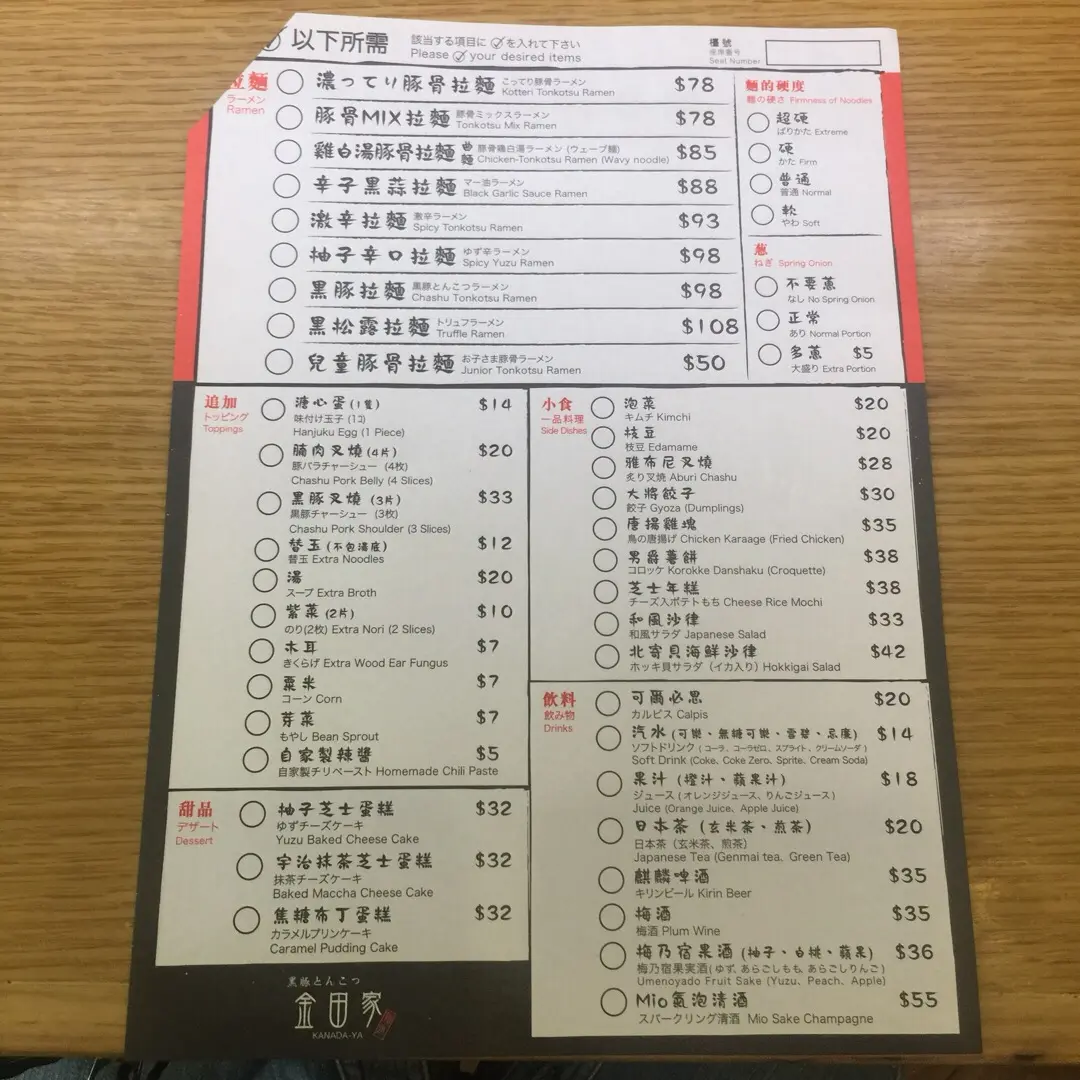 以下所需
該当する項目に ✓を入れて下さい
Please ✓ your desired items
檯號
座席番号
Seat Number
拉麵
ラーメン
Ramen
濃ってり豚骨拉麵 こってり豚骨ラーメン $78
Kotteri Tonkotsu Ramen
豚骨MIX拉麵 豚骨ミックスラーメン $78
Tonkotsu Mix Ramen
雞白湯豚骨拉麵 曲麵 豚骨鶏白湯ラーメン (ウェーブ麺) $85
Chicken-Tonkotsu Ramen (Wavy noodle)
辛子黒蒜拉麵 マー油ラーメン $88
Black Garlic Sauce Ramen
激辛拉麵 激辛ラーメン $93
Spicy Tonkotsu Ramen
柚子辛口拉麵 ゆず辛ラーメン $98
Spicy Yuzu Ramen
黒豚拉麵 黒豚とんこつラーメン $98
Chashu Tonkotsu Ramen
黒松露拉麵 トリュフラーメン $108
Truffle Ramen
兒童豚骨拉麵 お子さま豚骨ラーメン $50
Junior Tonkotsu Ramen
麵的硬度
麺の硬さ Firmness of Noodles
超硬
ばりかた Extreme
硬
かた Firm
普通
普通 Normal
軟
やわ Soft
蔥
ねぎ Spring Onion
不要蔥
なし No Spring Onion
正常
あり Normal Portion
多蔥 $5
大盛り Extra Portion
追加
トッピング
Toppings
溏心蛋 (1隻) $14
味付け玉子 (1コ)
Hanjuku Egg (1 Piece)
腩肉叉燒 (4片) $20
豚バラチャーシュー (4枚)
Chashu Pork Belly (4 Slices)
黒豚叉燒 (3片) $33
黒豚チャーシュー (3枚)
Chashu Pork Shoulder (3 Slices)
替玉 (不包湯底) $12
替玉 Extra Noodles
湯 $20
スープ Extra Broth
紫菜 (2片) $10
のり(2枚) Extra Nori (2 Slices)
木耳 $7
きくらげ Extra Wood Ear Fungus
粟米 $7
コーン Corn
芽菜 $7
もやし Bean Sprout
自家製辣醬 $5
自家製チリペースト Homemade Chili Paste
小食
一品料理
Side Dishes
泡菜 $20
キムチ Kimchi
枝豆 $20
枝豆 Edamame
雅布尼叉燒 $28
炙り叉焼 Aburi Chashu
大將餃子 $30
餃子 Gyoza (Dumplings)
唐揚雞塊 $35
鳥の唐揚げ Chicken Karaage (Fried Chicken)
男爵薯餅 $38
コロッケ Korokke Danshaku (Croquette)
芝士年糕 $38
チーズ入ポテトもち Cheese Rice Mochi
和風沙律 $33
和風サラダ Japanese Salad
北寄貝海鮮沙律 $42
ホッキ貝サラダ (イカ入り) Hokkigai Salad
甜品
デザート
Dessert
柚子芝士蛋糕 $32
ゆずチーズケーキ
Yuzu Baked Cheese Cake
宇治抹茶芝士蛋糕 $32
抹茶チーズケーキ
Baked Maccha Cheese Cake
焦糖布丁蛋糕 $32
カラメルプリンケーキ
Caramel Pudding Cake
飲料
飲み物
Drinks
可爾必思 $20
カルピス Calpis
汽水 (可樂、無糖可樂、雪碧、忌廉) $14
ソフトドリンク ( コーラ、コーラゼロ、スプライト、クリームソーダ )
Soft Drink (Coke, Coke Zero, Sprite, Cream Soda)
果汁 (橙汁、蘋果汁) $18
ジュース ( オレンジジュース、りんごジュース )
Juice (Orange Juice, Apple Juice)
日本茶 (玄米茶、煎茶) $20
日本茶 (玄米茶、煎茶)
Japanese Tea (Genmai tea, Green Tea)
麒麟啤酒 $35
キリンビール Kirin Beer
梅酒 $35
梅酒 Plum Wine
梅乃宿果酒 (柚子、白桃、蘋果) $36
梅乃宿果実酒( ゆず, あらごしもも, あらごしりんご )
Umenoyado Fruit Sake (Yuzu, Peach, Apple)
Mio氣泡清酒 $55
スパークリング清酒 Mio Sake Champagne
黒豚とんこつ
金田家
KANADA-YA